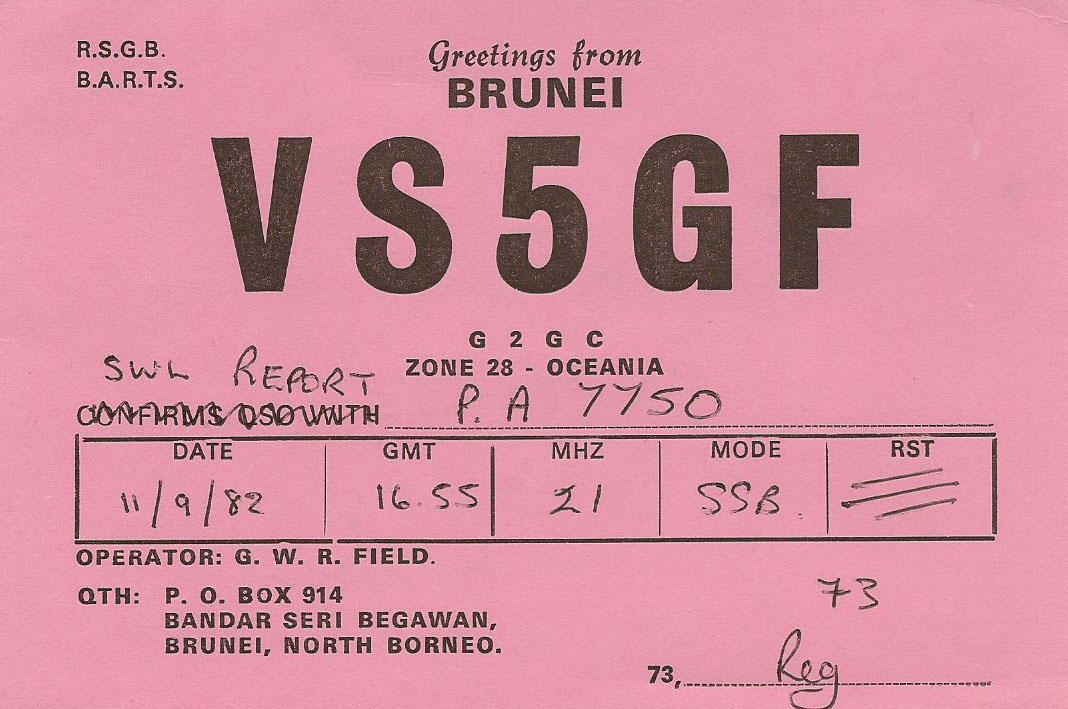 R.S.G.B.
B.A.R.T.S.
Greetings from
BRUNEI
VS5GF
G 2 G C
ZONE 28 - OCEANIA
SWL REPORT
CONFIRMS QSO WITH P. A 7750
DATE GMT MHZ MODE RST
11/9/82 16.55 21 SSB
OPERATOR: G. W. R. FIELD.
QTH: P. O. BOX 914
BANDAR SERI BEGAWAN,
BRUNEI, NORTH BORNEO.
73
73, Reg